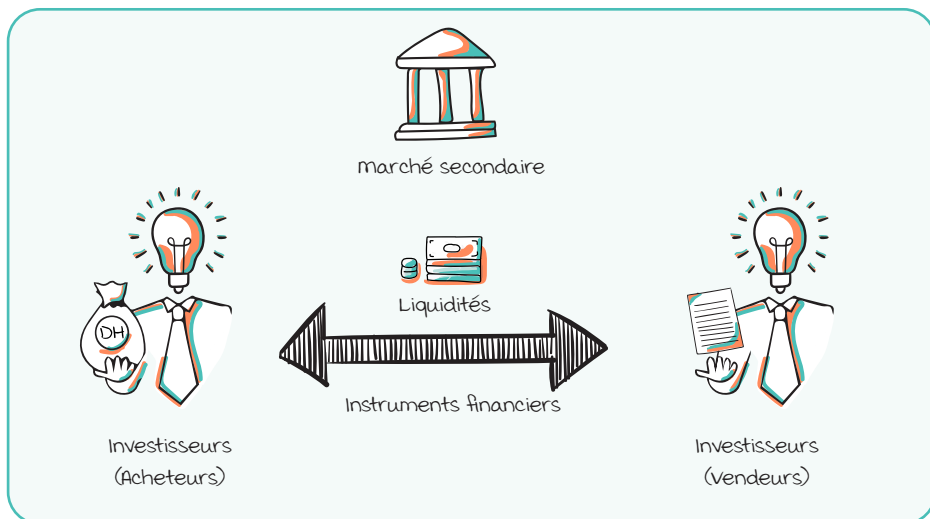 marché secondaire
Liquidités
DH
Instruments financiers
Investisseurs
(Acheteurs)
Investisseurs
(Vendeurs)